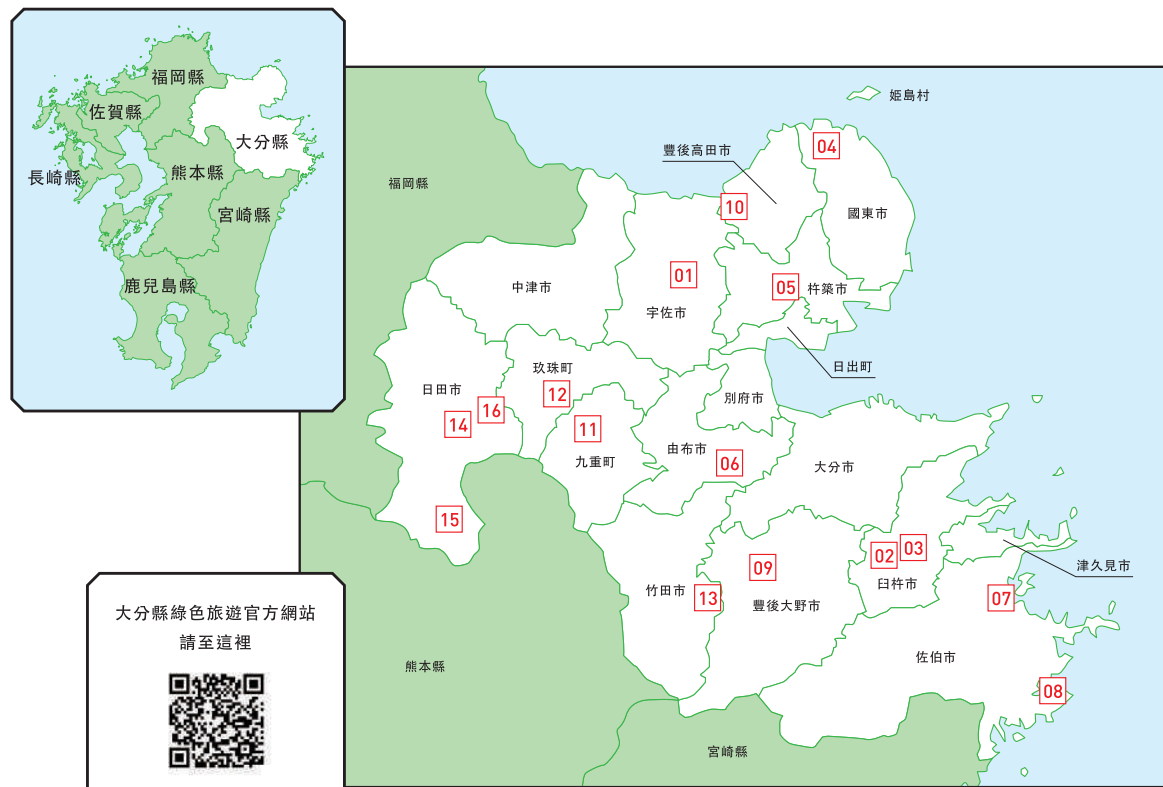 福岡縣
佐賀縣
大分縣
長崎縣
熊本縣
宮崎縣
鹿兒島縣
姬島村
04
豐後高田市
福岡縣
10
國東市
01
05
中津市
杵築市
宇佐市
日出町
玖珠町
日田市
12
別府市
16
14
11
由布市
九重町
06
大分市
15
02
03
津久見市
09
臼杵市
竹田市
13
07
豐後大野市
佐伯市
熊本縣
08
宮崎縣
大分縣綠色旅遊官方網站
請至這裡